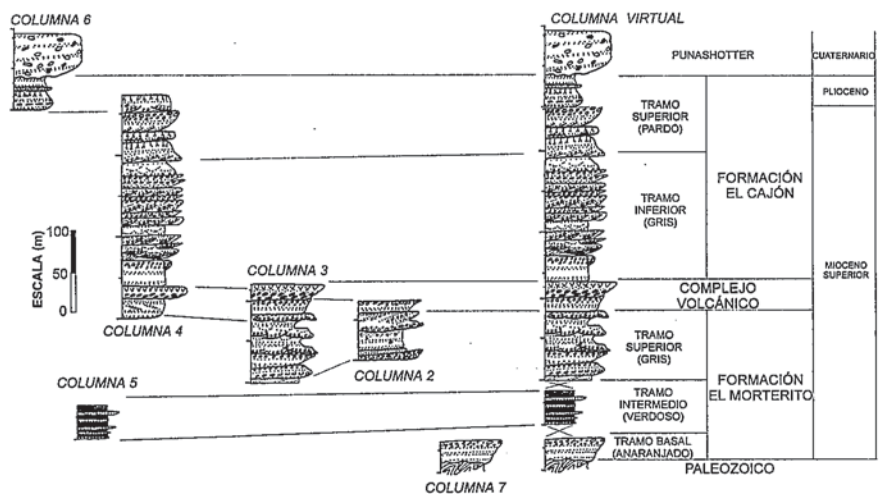 COLUMNA 6
COLUMNA VIRTUAL
PUNASHOTTER
CUATERNARIO
PLIOCENO
TRAMO
SUPERIOR
(PARDO)
FORMACIÓN
EL CAJÓN
TRAMO
INFERIOR
(GRIS)
MIOCENO
SUPERIOR
ESCALA (m)
100
50
0
COLUMNA 3
COLUMNA 4
COMPLEJO
VOLCÁNICO
COLUMNA 2
TRAMO
SUPERIOR
(GRIS)
FORMACIÓN
EL MORTERITO
COLUMNA 5
TRAMO
INTERMEDIO
(VERDOSO)
TRAMO BASAL
(ANARANJADO)
PALEOZOICO
COLUMNA 7